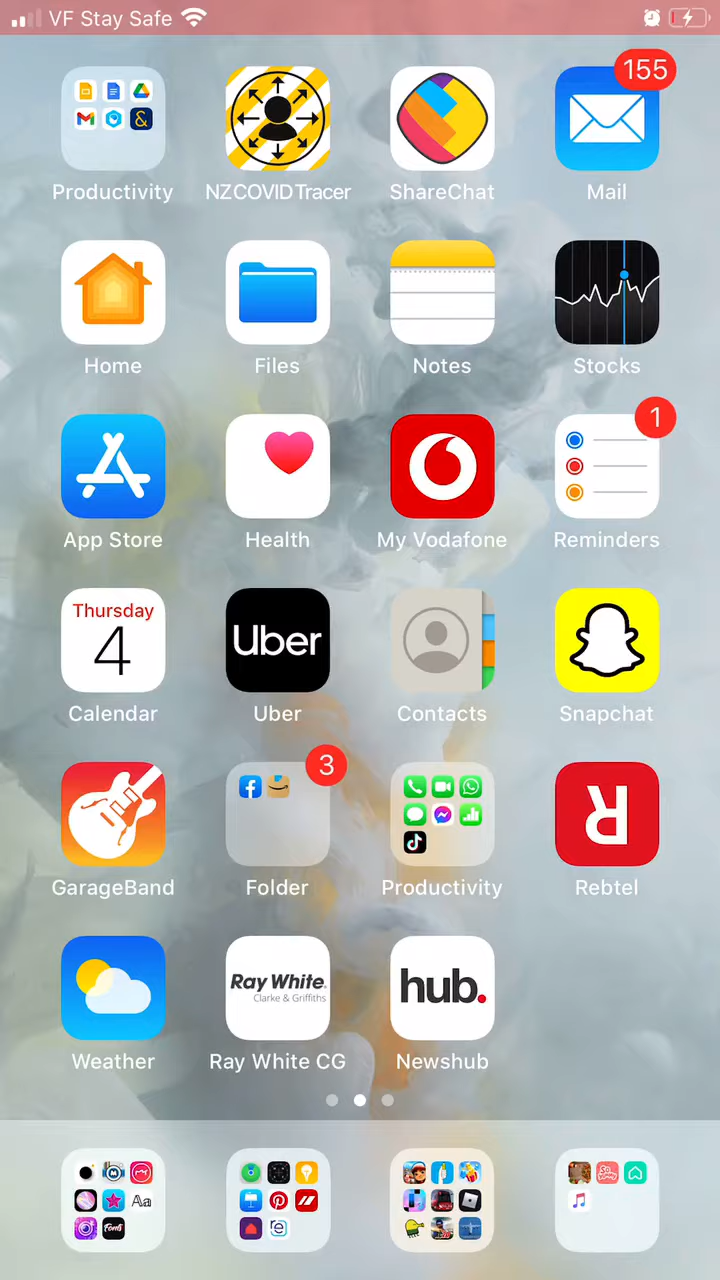 VF Stay Safe
155
Productivity
NZCOVIDTracer
ShareChat
Mail
Home
Files
Notes
Stocks
1
App Store
Health
My Vodafone
Reminders
Thursday
4
Uber
Calendar
Uber
Contacts
Snapchat
3
GarageBand
Folder
Productivity
Rebtel
Ray White.
Clarke & Griffiths
hub.
Weather
Ray White CG
Newshub
Aa